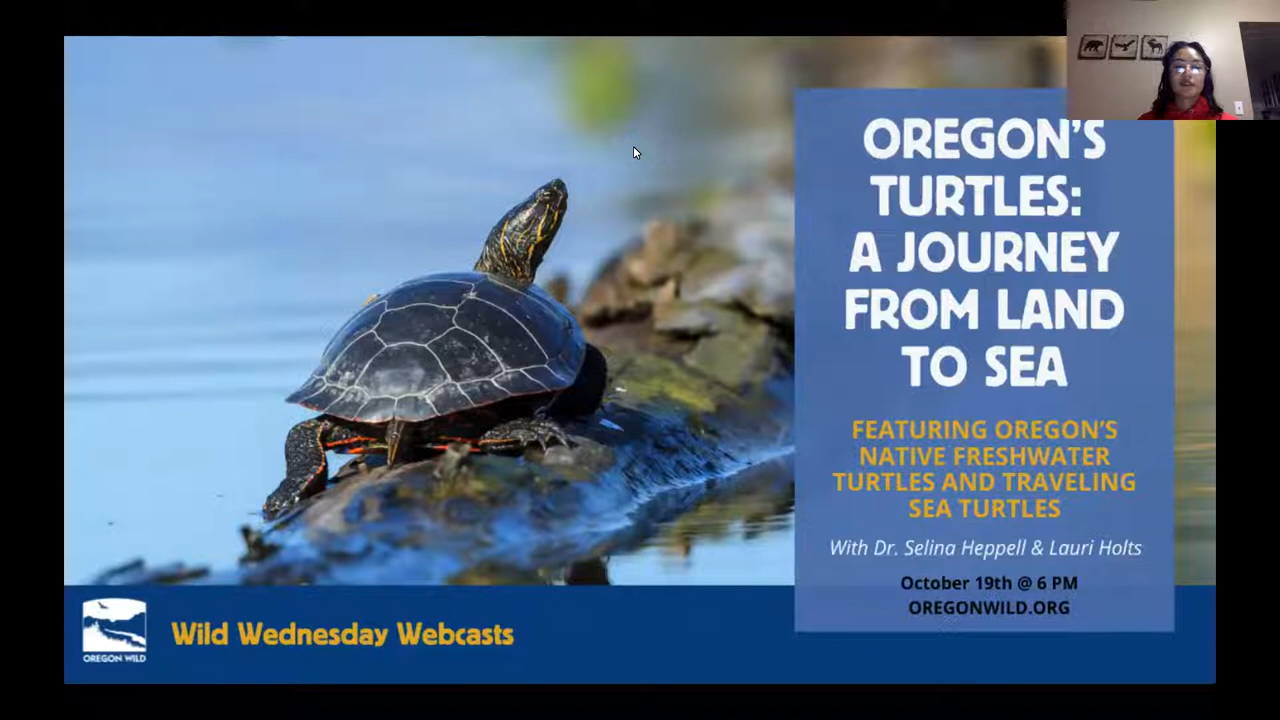 OREGON'S
TURTLES:
A JOURNEY
FROM LAND
TO SEA
FEATURING OREGON'S
NATIVE FRESHWATER
TURTLES AND TRAVELING
SEA TURTLES
With Dr. Selina Heppell & Lauri Holts
October 19th @ 6 PM
OREGONWILD.ORG
OREGON WILD
Wild Wednesday Webcasts